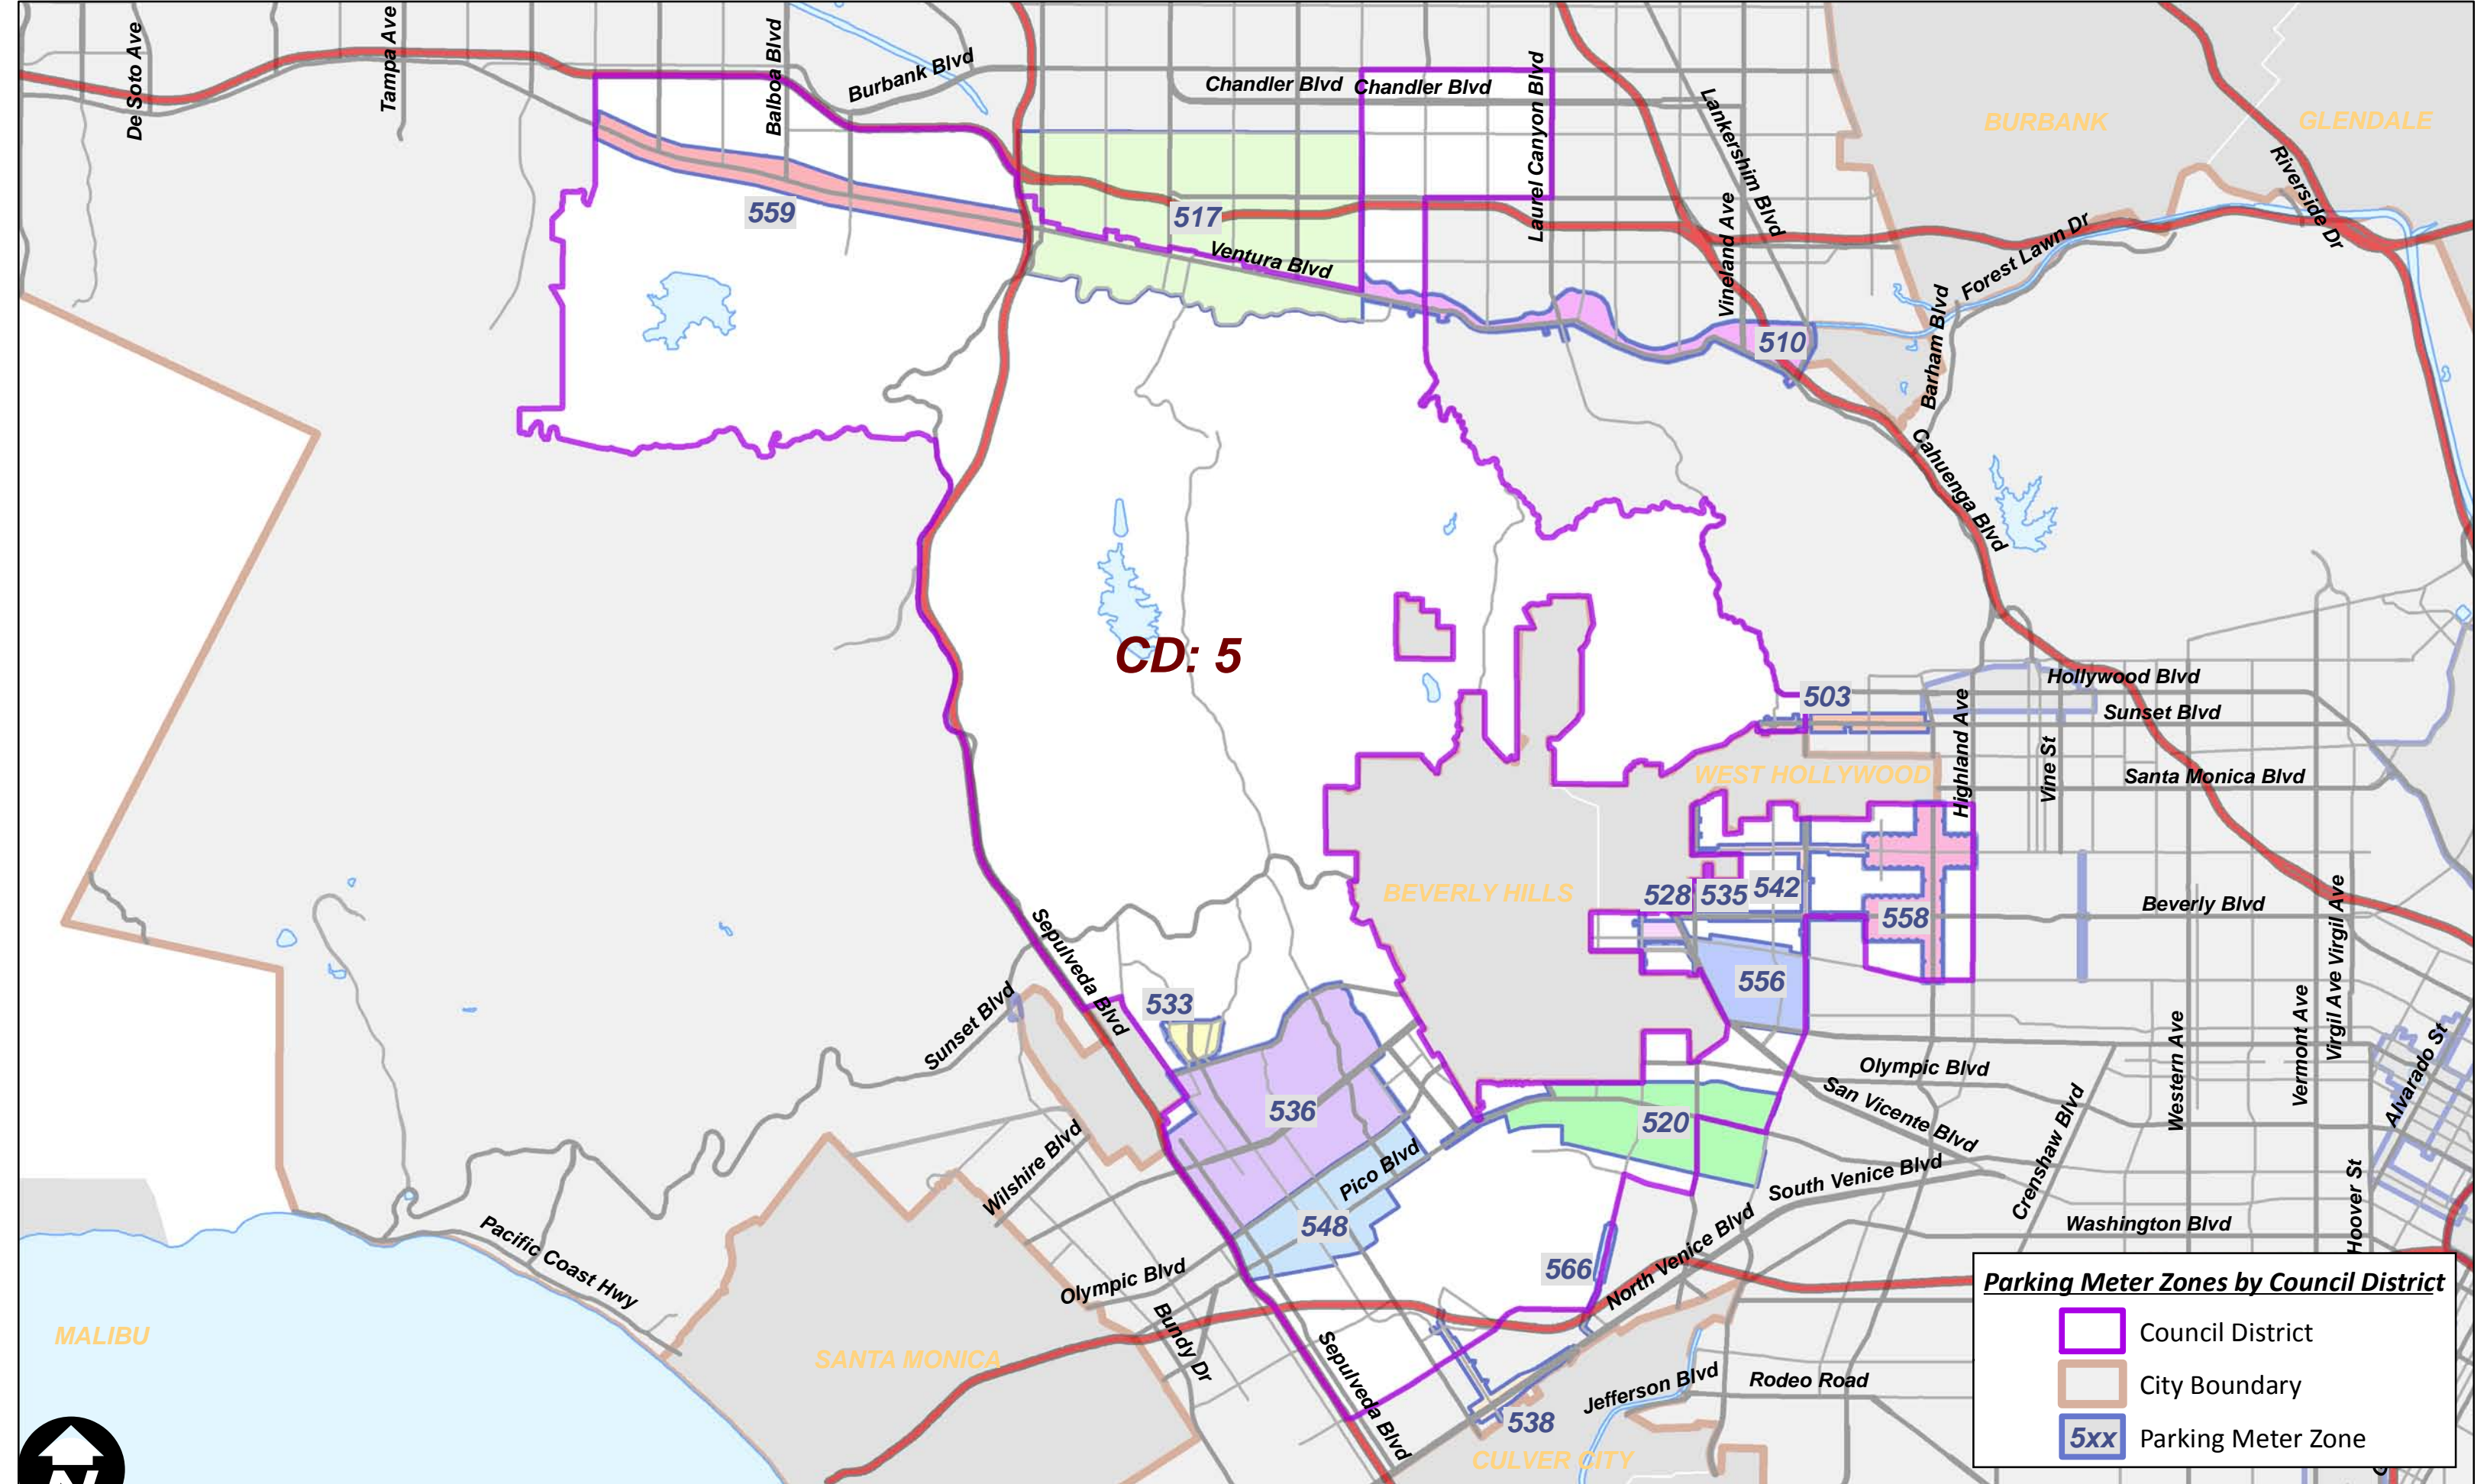 De Soto Ave
Tampa Ave
Balboa Blvd
Burbank Blvd
Chandler Blvd
Chandler Blvd
Laurel Canyon Blvd
Lankershim Blvd
BURBANK
GLENDALE
Riverside Dr
559
517
Ventura Blvd
Vineland Ave
Forest Lawn Dr
510
Barham Blvd
Cahuenga Blvd
CD: 5
503
Hollywood Blvd
Sunset Blvd
Highland Ave
Vine St
WEST HOLLYWOOD
Santa Monica Blvd
BEVERLY HILLS
528
535
542
558
Beverly Blvd
Virgil Ave
Virgil Ave
Sepulveda Blvd
556
533
Sunset Blvd
Western Ave
Vermont Ave
Alvarado St
Olympic Blvd
San Vicente Blvd
Crenshaw Blvd
536
520
Wilshire Blvd
Pico Blvd
South Venice Blvd
Hoover St
548
Washington Blvd
Pacific Coast Hwy
Olympic Blvd
566
North Venice Blvd
Bundy Dr
Sepulveda Blvd
MALIBU
SANTA MONICA
Jefferson Blvd
Rodeo Road
538
CULVER CITY
Parking Meter Zones by Council District
Council District
City Boundary
5xx
Parking Meter Zone
N